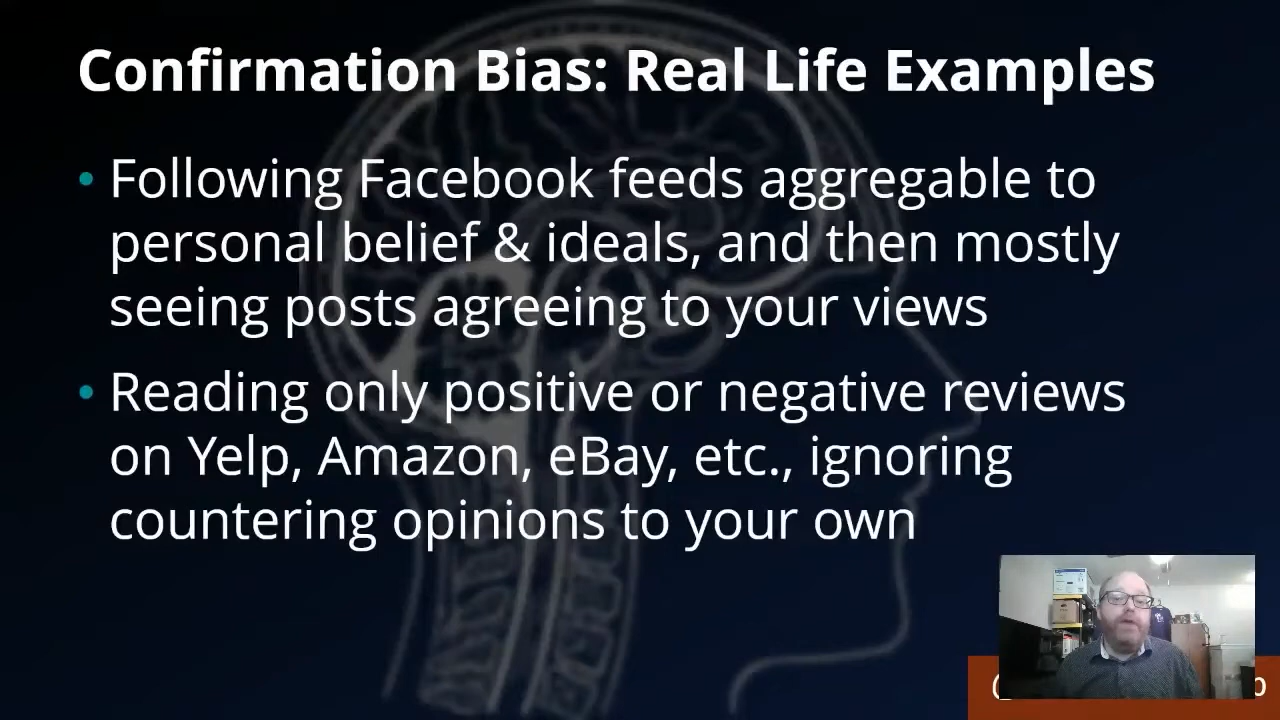 Confirmation Bias: Real Life Examples
• Following Facebook feeds aggregable to
personal belief & ideals, and then mostly
seeing posts agreeing to your views
• Reading only positive or negative reviews
on Yelp, Amazon, eBay, etc., ignoring
countering opinions to your own